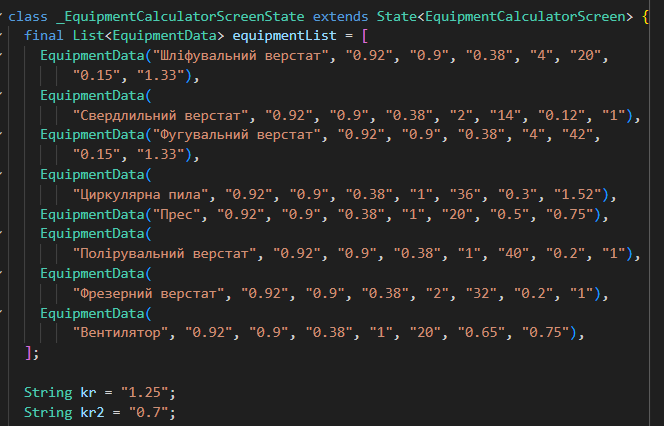 class _EquipmentCalculatorScreenState extends State<EquipmentCalculatorScreen> {
final List<EquipmentData> equipmentList = [
EquipmentData("Шліфувальний верстат", "0.92", "0.9", "0.38", "4", "20",
"0.15", "1.33"),
EquipmentData(
"Свердлильний верстат", "0.92", "0.9", "0.38", "2", "14", "0.12", "1"),
EquipmentData("Фугувальний верстат", "0.92", "0.9", "0.38", "4", "42",
"0.15", "1.33"),
EquipmentData(
"Циркулярна пила", "0.92", "0.9", "0.38", "1", "36", "0.3", "1.52"),
EquipmentData("Прес", "0.92", "0.9", "0.38", "1", "20", "0.5", "0.75"),
EquipmentData(
"Полірувальний верстат", "0.92", "0.9", "0.38", "1", "40", "0.2", "1"),
EquipmentData(
"Фрезерний верстат", "0.92", "0.9", "0.38", "2", "32", "0.2", "1"),
EquipmentData(
"Вентилятор", "0.92", "0.9", "0.38", "1", "20", "0.65", "0.75"),
];
String kr = "1.25";
String kr2 = "0.7";